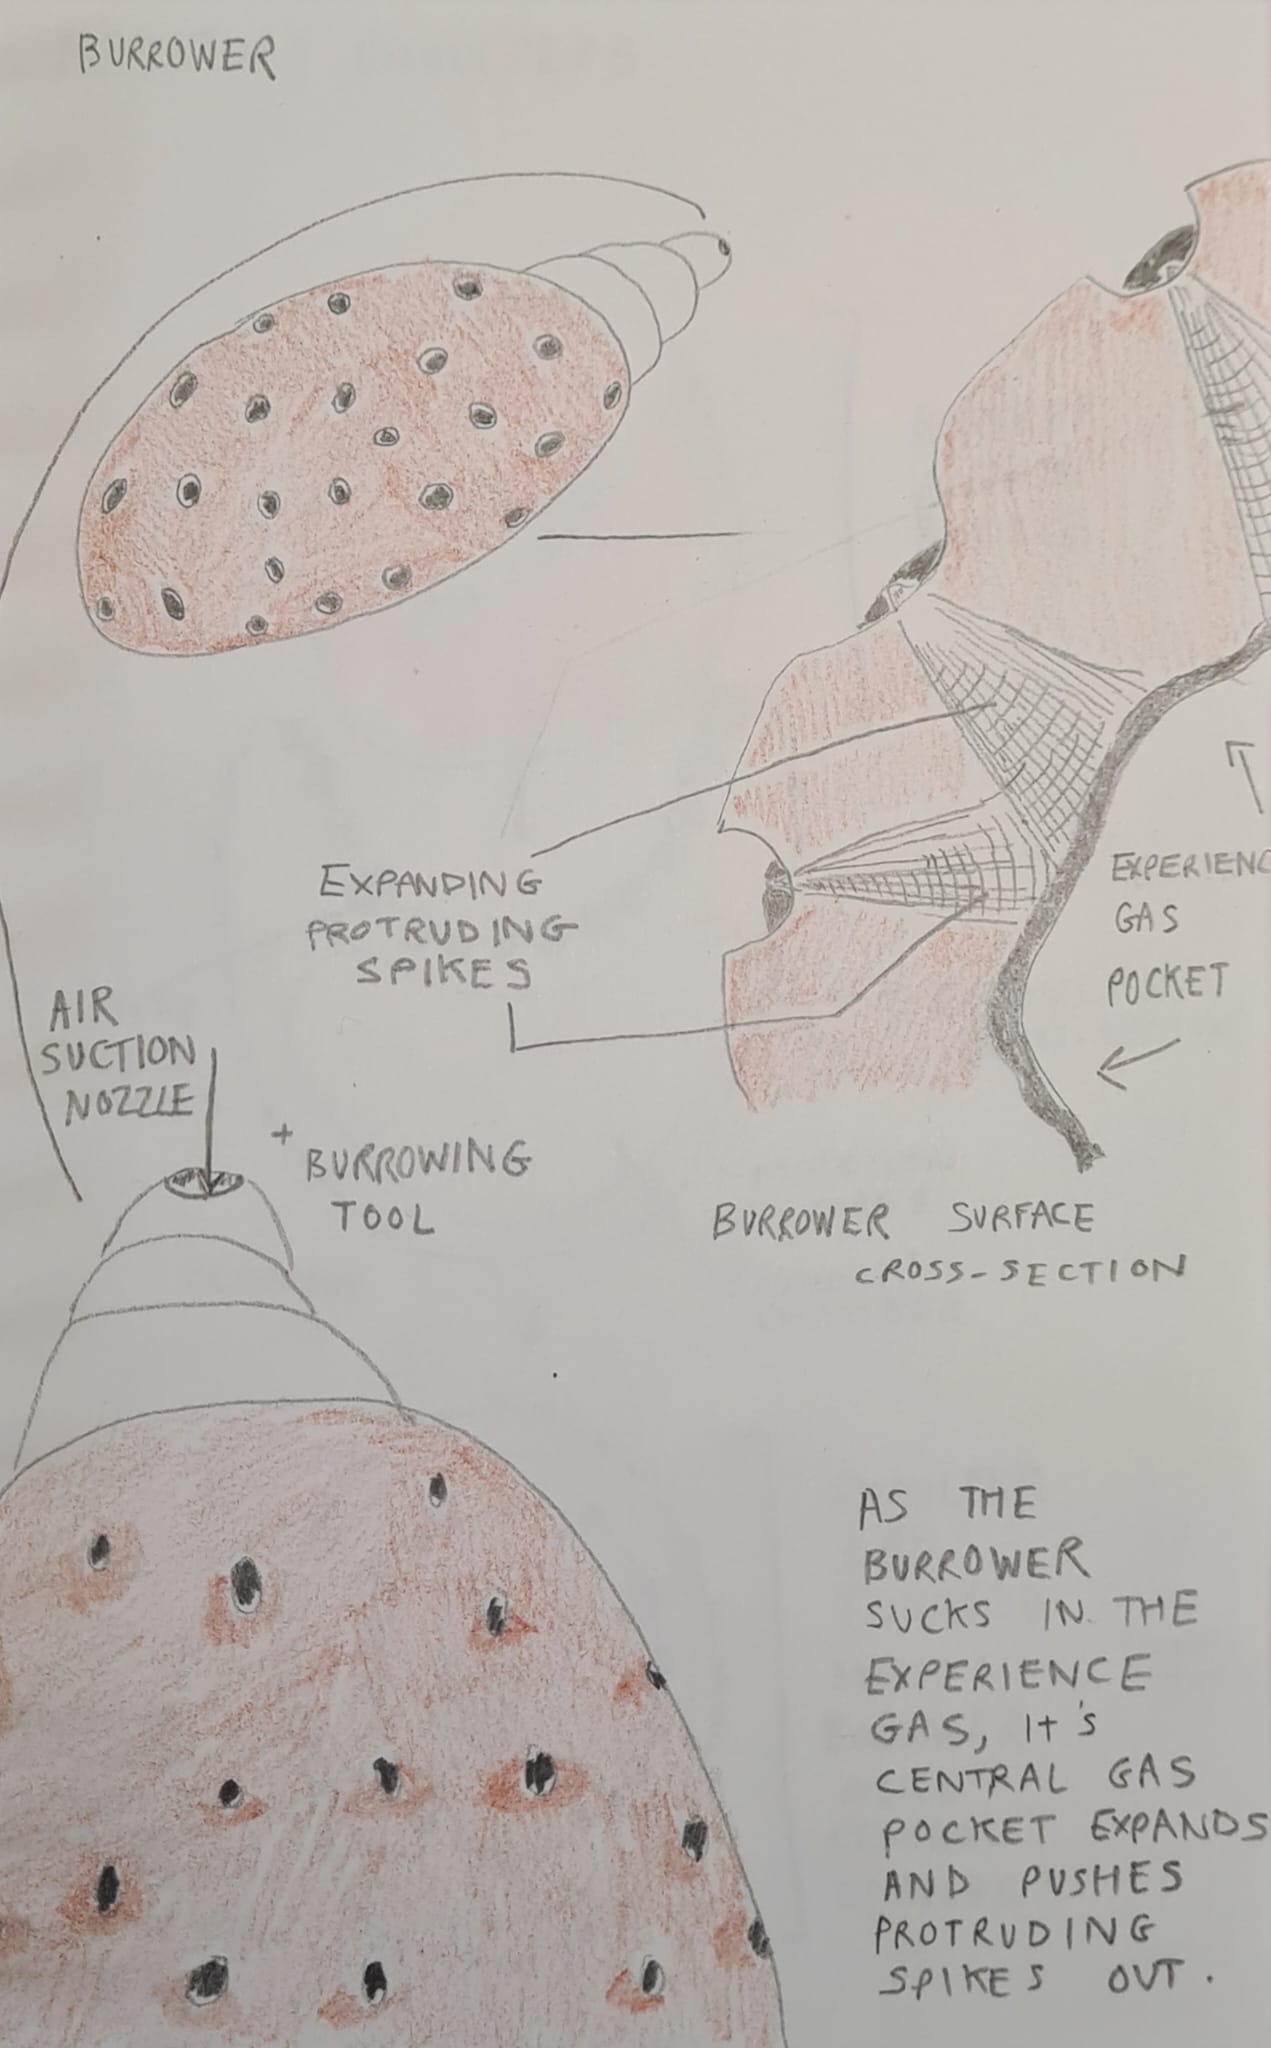 BURROWER
EXPANDING
PROTRUDING
SPIKES
EXPERIENC
GAS
POCKET
AIR
SUCTION
NOZZLE
+
BURROWING
TOOL
BURROWER SURFACE
CROSS-SECTION
AS THE
BURROWER
SUCKS IN THE
EXPERIENCE
GAS, IT'S
CENTRAL GAS
POCKET EXPANDS
AND PUSHES
PROTRUDING
SPIKES OUT.